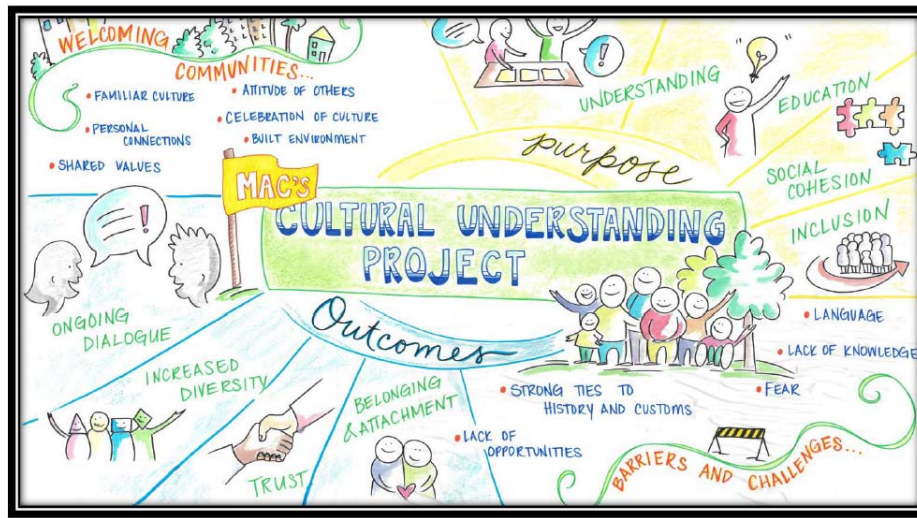 WELCOMING
COMMUNITIES...
• FAMILIAR CULTURE
• PERSONAL
CONNECTIONS
• SHARED VALUES
• ATTITUDE OF OTHERS
• CELEBRATION OF CULTURE
• BUILT ENVIRONMENT
MAC'S
CULTURAL UNDERSTANDING
PROJECT
purpose
UNDERSTANDING
EDUCATION
SOCIAL
COHESION
INCLUSION
Outcomes
ONGOING
DIALOGUE
INCREASED
DIVERSITY
TRUST
BELONGING
& ATTACHMENT
• LANGUAGE
• LACK OF KNOWLEDGE
• FEAR
• STRONG TIES TO
HISTORY AND CUSTOMS
• LACK OF
OPPORTUNITIES
BARRIERS AND CHALLENGES...